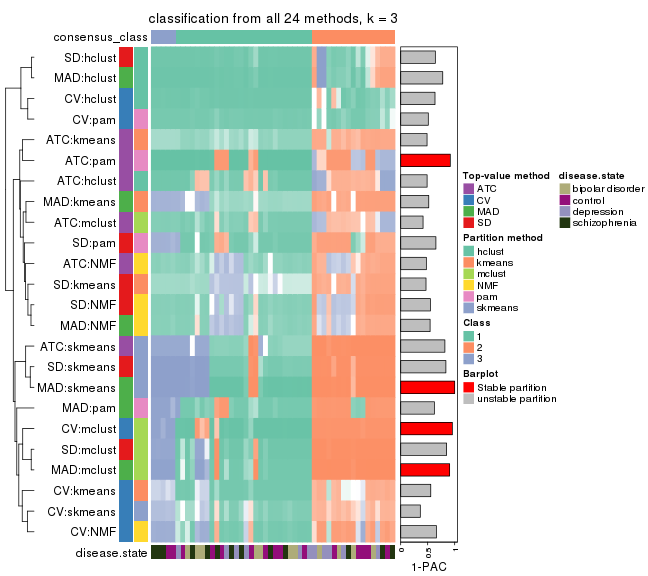 classification from all 24 methods, k = 3
consensus_class
SD:hclust
MAD:hclust
CV:hclust
CV:pam
ATC:kmeans
ATC:pam
ATC:hclust
MAD:kmeans
ATC:mclust
SD:pam
ATC:NMF
SD:kmeans
SD:NMF
MAD:NMF
ATC:skmeans
SD:skmeans
MAD:skmeans
MAD:pam
CV:mclust
SD:mclust
MAD:mclust
CV:kmeans
CV:skmeans
CV:NMF
disease.state
0 0.5 1
1-PAC
Top-value method
ATC
CV
MAD
SD
Partition method
hclust
kmeans
mclust
NMF
pam
skmeans
Class
1
2
3
Barplot
Stable partition
unstable partition
disease.state
bipolar disorder
control
depression
schizophrenia